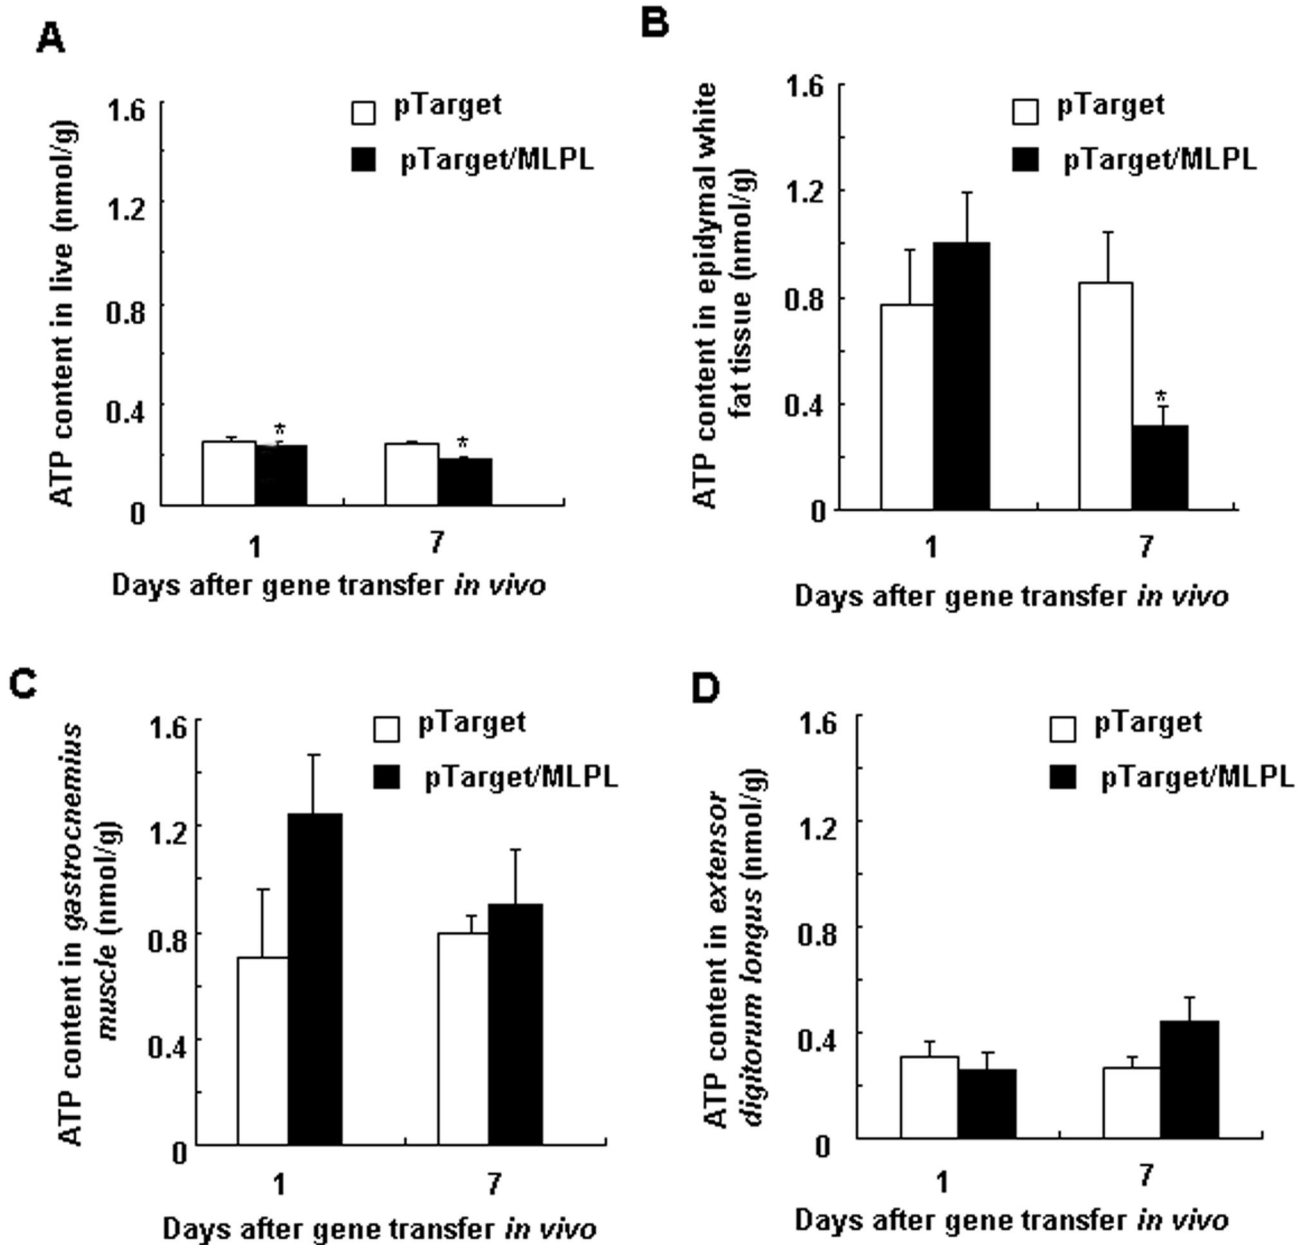 A
ATP content in live (nmol/g)
1.6
1.2
0.8
0.4
0
pTarget
pTarget/MLPL
*
*
1
7
Days after gene transfer in vivo
B
ATP content in epidymal white
fat tissue (nmol/g)
1.6
1.2
0.8
0.4
0
pTarget
pTarget/MLPL
*
1
7
Days after gene transfer in vivo
C
ATP content in gastrocnemius
muscle (nmol/g)
1.6
1.2
0.8
0.4
0
pTarget
pTarget/MLPL
1
7
Days after gene transfer in vivo
D
ATP content in extensor
digitorum longus (nmol/g)
1.6
1.2
0.8
0.4
0
pTarget
pTarget/MLPL
1
7
Days after gene transfer in vivo